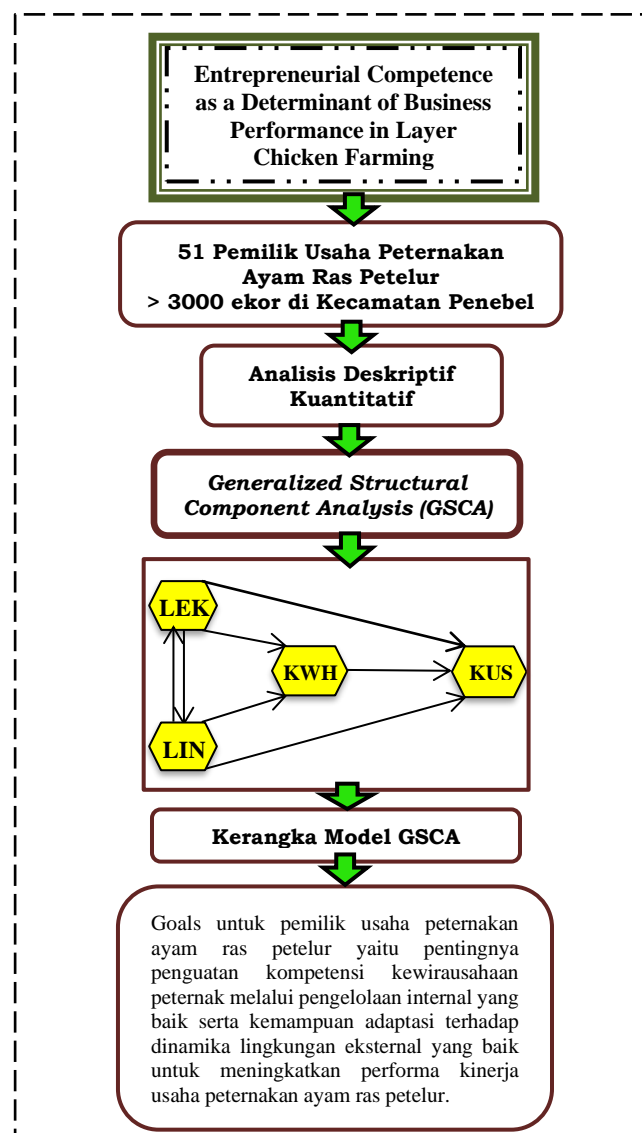 Entrepreneurial Competence
as a Determinant of Business
Performance in Layer
Chicken Farming
51 Pemilik Usaha Peternakan
Ayam Ras Petelur
> 3000 ekor di Kecamatan Penebel
Analisis Deskriptif
Kuantitatif
Generalized Structural
Component Analysis (GSCA)
LEK
KWH
KUS
LIN
Kerangka Model GSCA
Goals untuk pemilik usaha peternakan
ayam ras petelur yaitu pentingnya
penguatan kompetensi kewirausahaan
peternak melalui pengelolaan internal yang
baik serta kemampuan adaptasi terhadap
dinamika lingkungan eksternal yang baik
untuk meningkatkan performa kinerja
usaha peternakan ayam ras petelur.